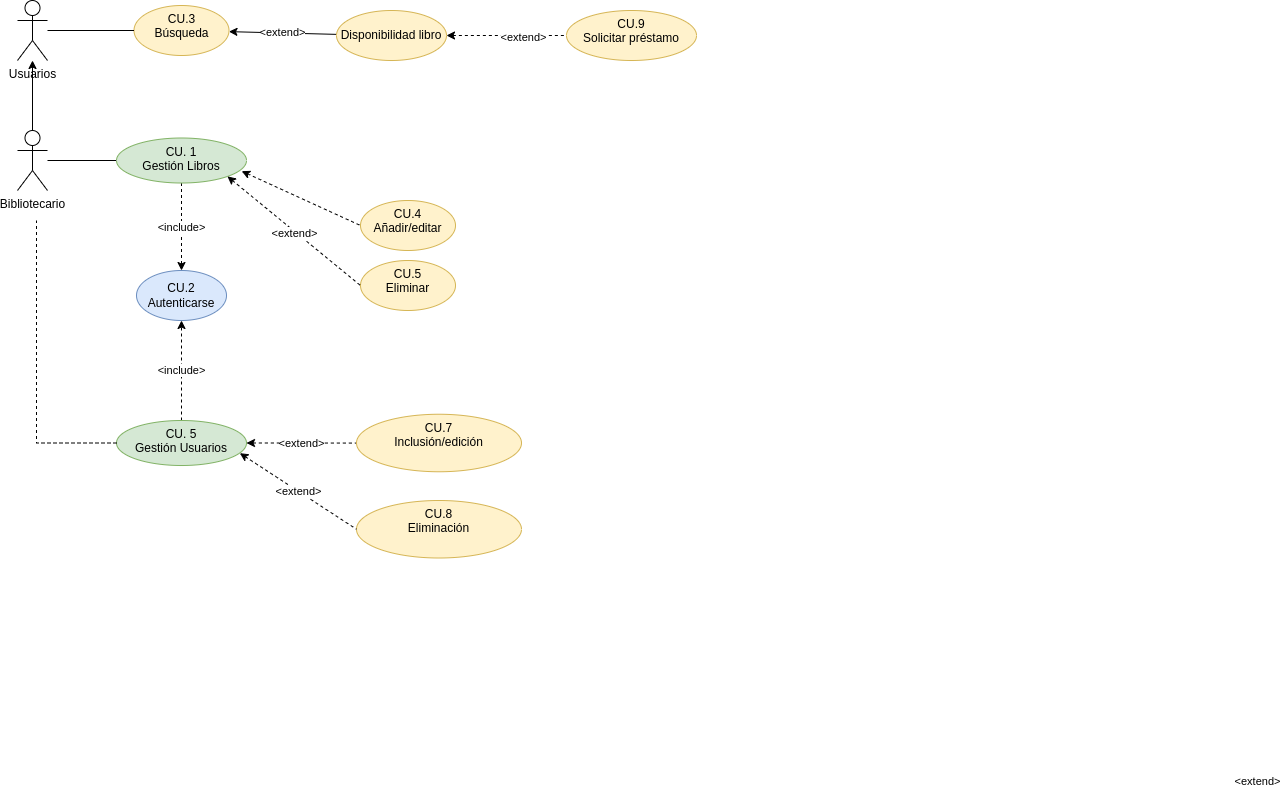 CU.3
Búsqueda
<extend>
Disponibilidad libro
<extend>
CU.9
Solicitar préstamo
Usuarios
CU. 1
Gestión Libros
Bibliotecario
<include>
<extend>
CU.4
Añadir/editar
CU.5
Eliminar
CU.2
Autenticarse
<include>
CU. 5
Gestión Usuarios
<extend>
CU.7
Inclusión/edición
<extend>
CU.8
Eliminación
<extend>